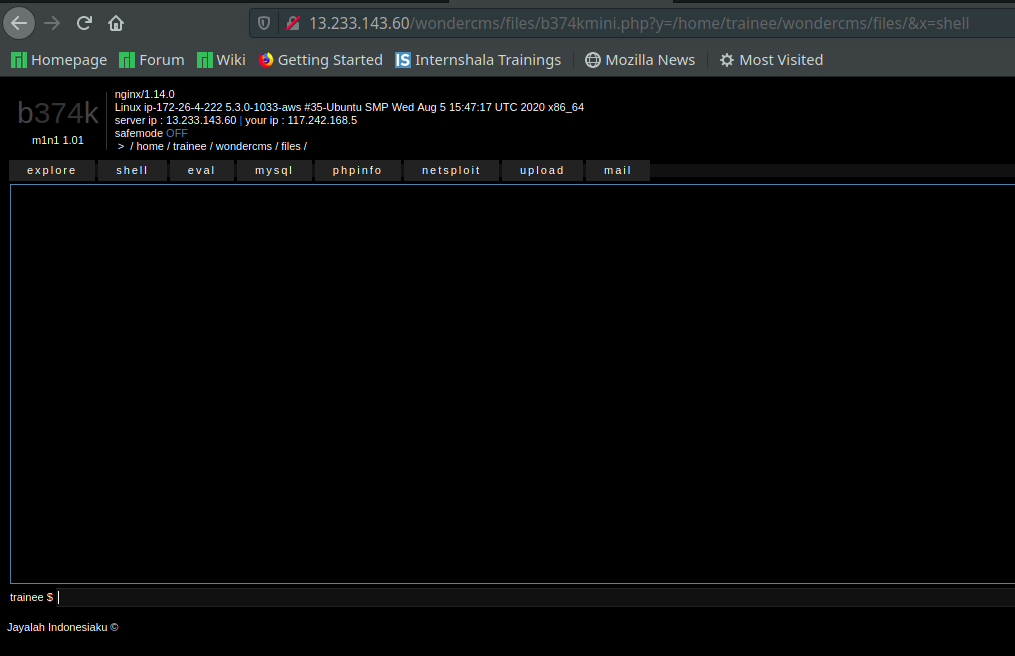 13.233.143.60/wondercms/files/b374kmini.php?y=/home/trainee/wondercms/files/&x=shell
Homepage Forum Wiki Getting Started IS Internshala Trainings Mozilla News Most Visited
b374k
m1n1 1.01
nginx/1.14.0
Linux ip-172-26-4-222 5.3.0-1033-aws #35-Ubuntu SMP Wed Aug 5 15:47:17 UTC 2020 x86_64
server ip : 13.233.143.60 | your ip : 117.242.168.5
safemode OFF
> / home / trainee / wondercms / files /
explore shell eval mysql phpinfo netsploit upload mail
trainee $
Jayalah Indonesiaku ©